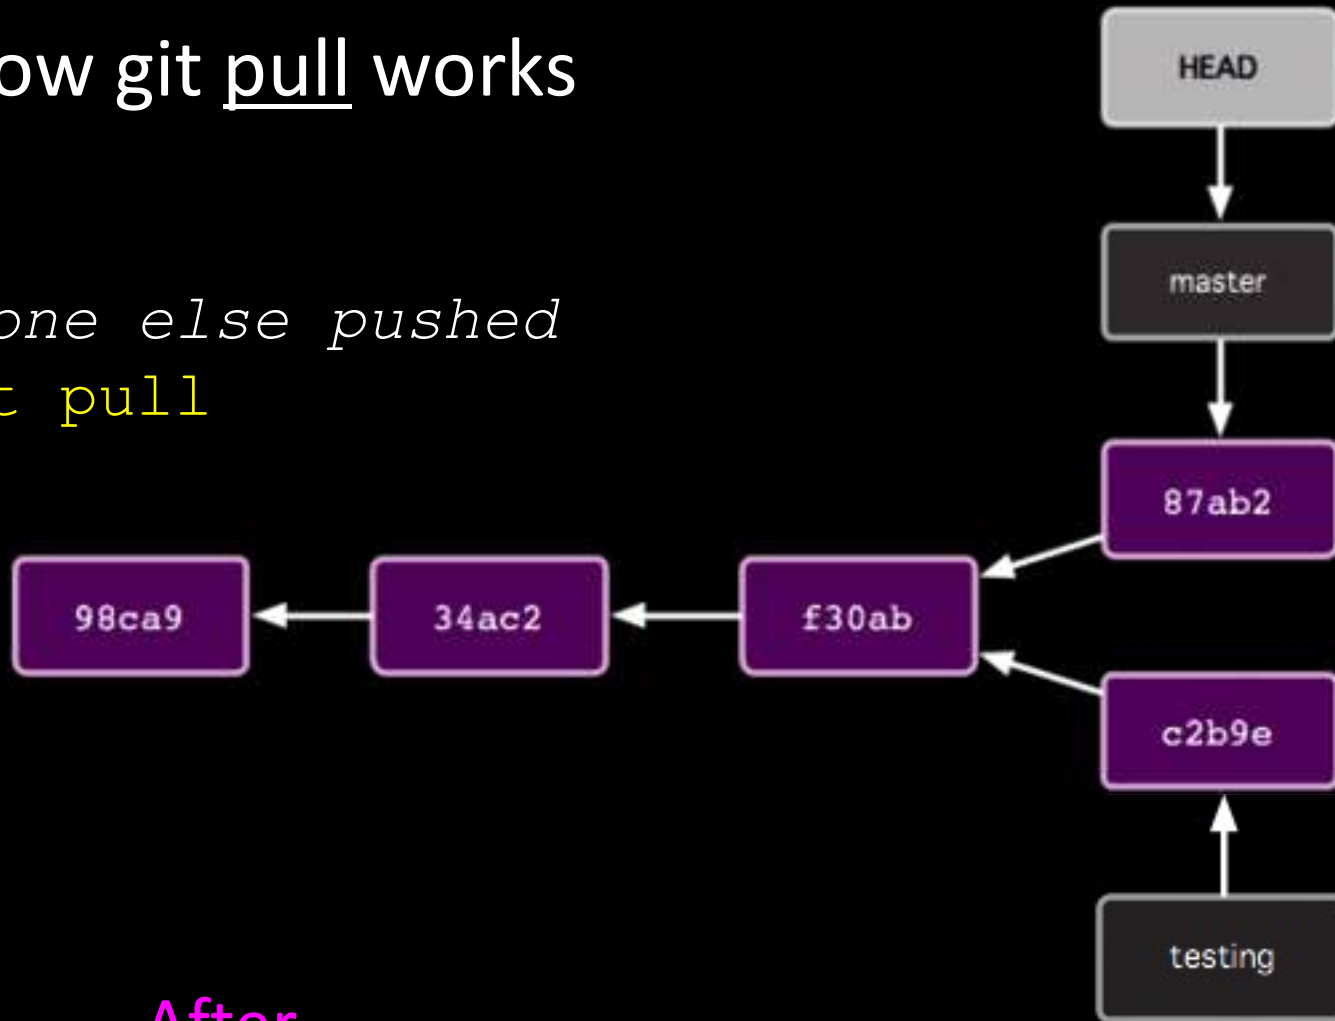 ow git pull works
one else pushed
t pull
HEAD
master
87ab2
98ca9
34ac2
f30ab
c2b9e
testing
After